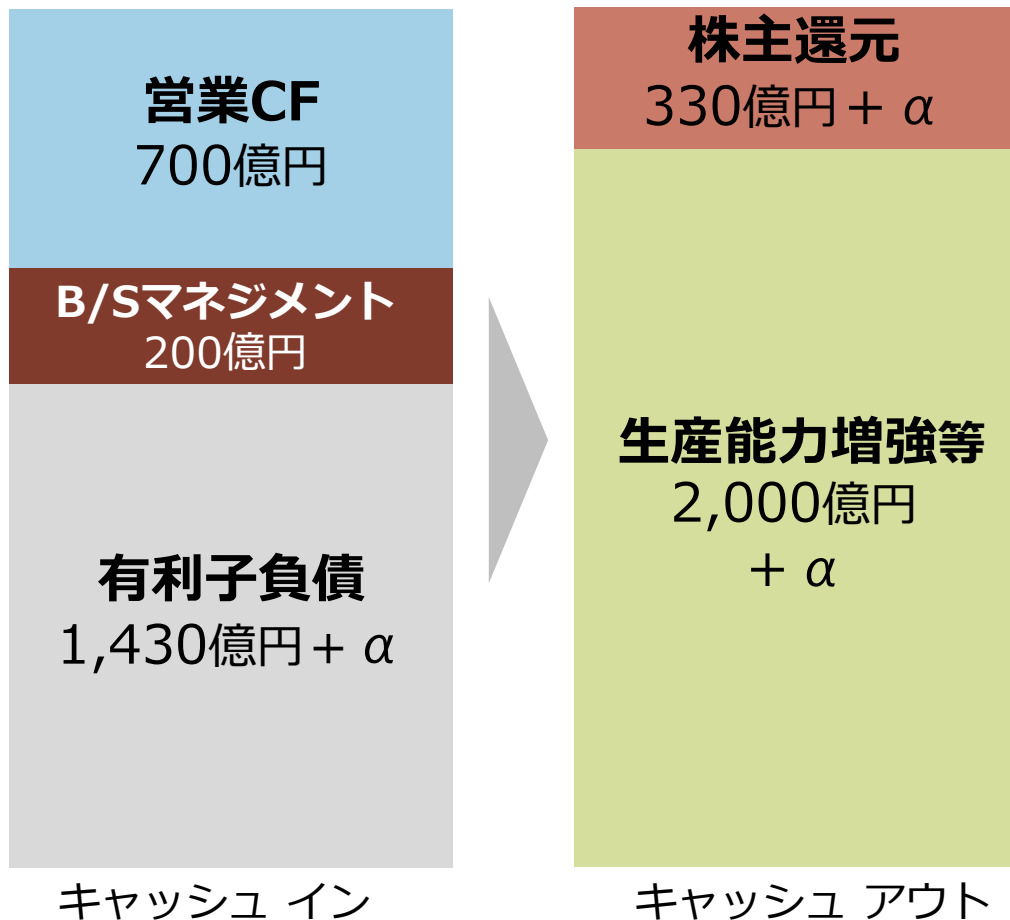 営業CF
700億円
B/Sマネジメント
200億円
有利子負債
1,430億円+ α
キャッシュ イン
株主還元
330億円+ α
生産能力増強等
2,000億円
+ α
キャッシュ アウト